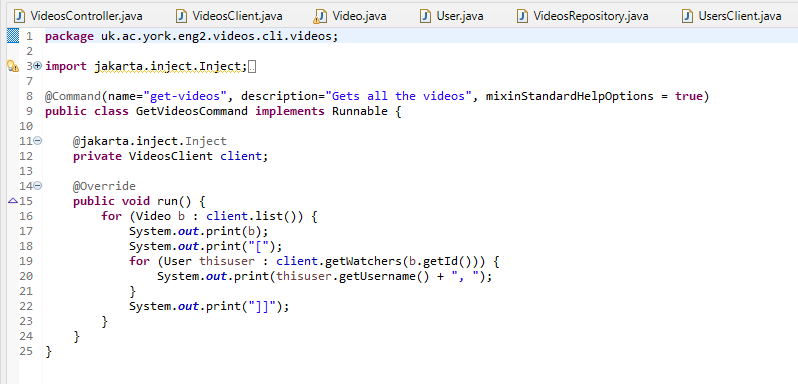 VideosController.java VideosClient.java Video.java User.java VideosRepository.java UsersClient.java
1 package uk.ac.york.eng2.videos.cli.videos;
2
3 import jakarta.inject.Inject;
7
8 @Command(name="get-videos", description="Gets all the videos", mixinStandardHelpOptions = true)
9 public class GetVideosCommand implements Runnable {
10
11 @jakarta.inject.Inject
12 private VideosClient client;
13
14 @Override
15 public void run() {
16 for (Video b : client.list()) {
17 System.out.print(b);
18 System.out.print("[");
19 for (User thisuser : client.getWatchers(b.getId())) {
20 System.out.print(thisuser.getUsername() + ", ");
21 }
22 System.out.print("]]");
23 }
24 }
25 }